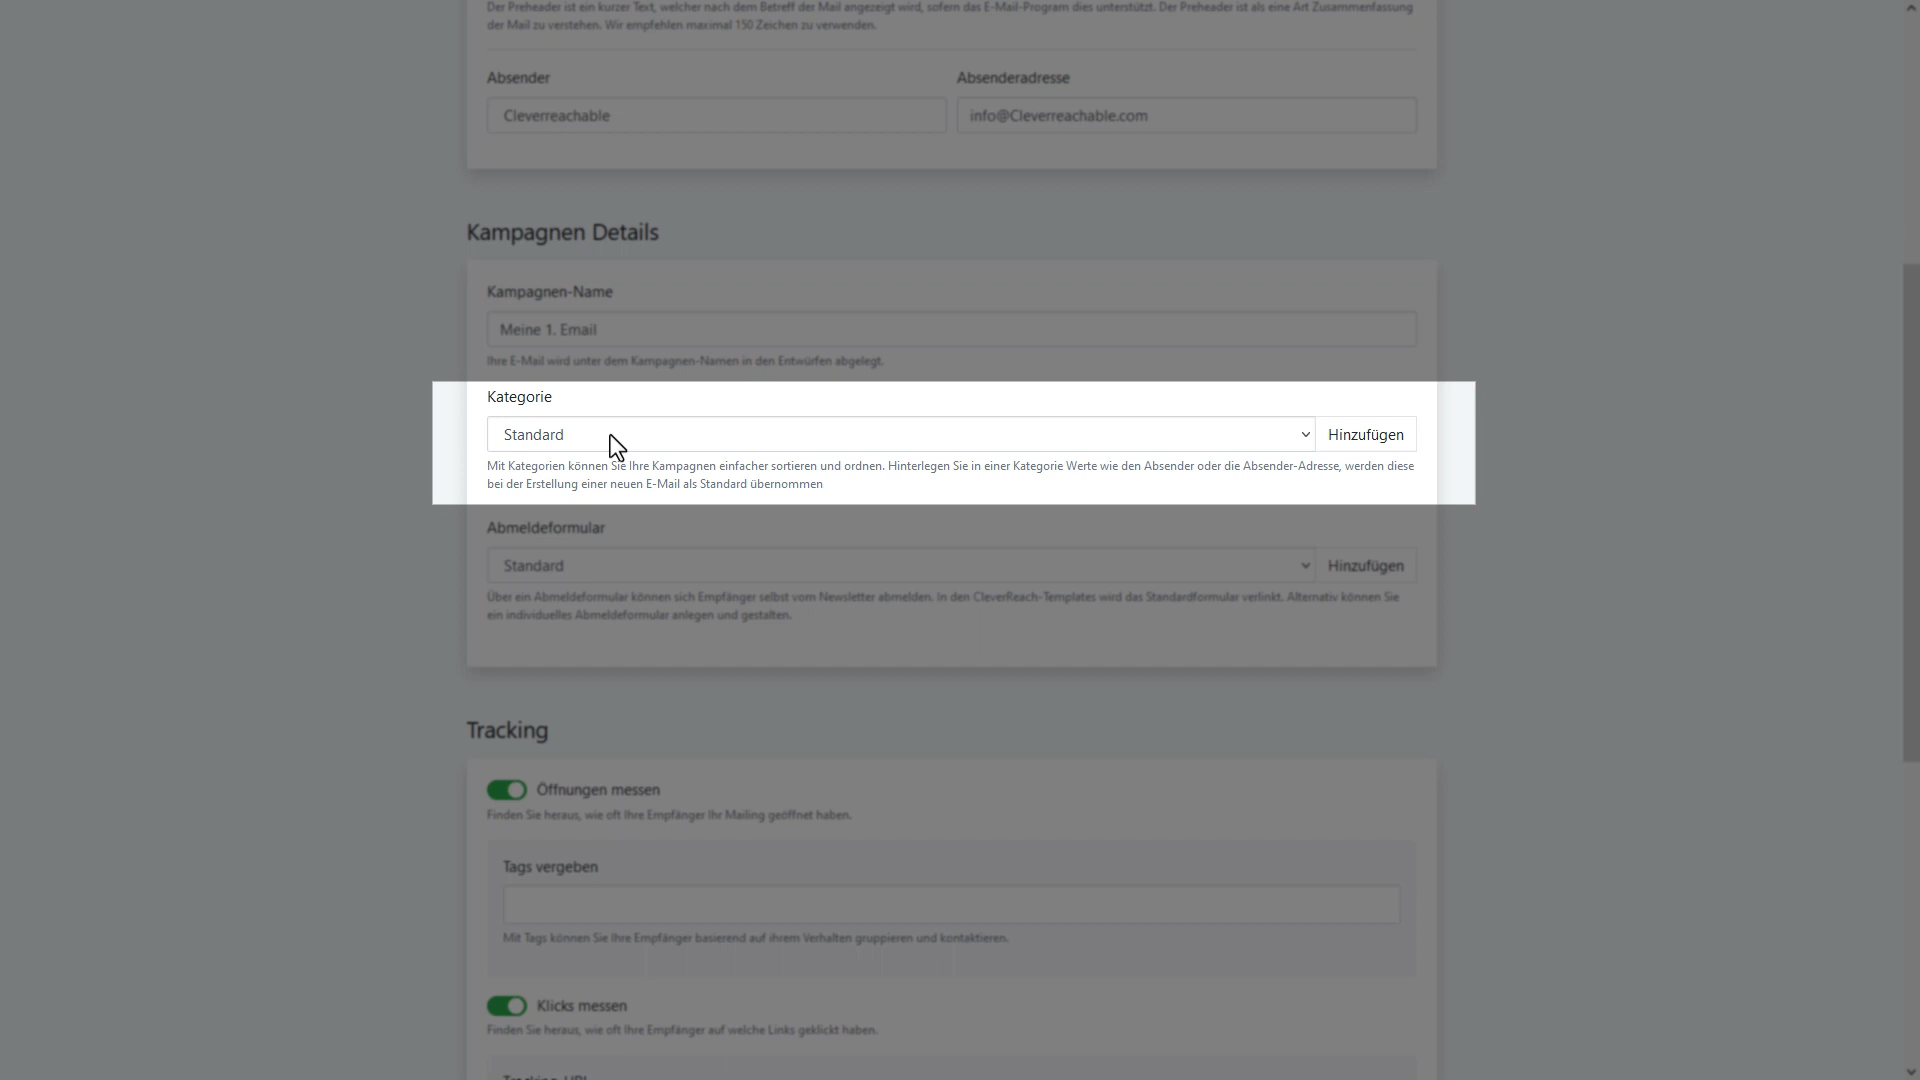 Der Preheader ist ein kurzer Text, welcher nach dem Betreff der Mail angezeigt wird, sofern das E-Mail-Program dies unterstützt. Der Preheader ist als eine Art Zusammenfassung
der Mail zu verstehen. Wir empfehlen maximal 150 Zeichen zu verwenden.
Absender
Absenderadresse
Cleverreachable
info@Cleverreachable.com
Kampagnen Details
Kampagnen-Name
Meine 1. Email
Ihre E-Mail wird unter dem Kampagnen-Namen in den Entwürfen abgelegt.
Kategorie
Standard
Hinzufügen
Mit Kategorien können Sie Ihre Kampagnen einfacher sortieren und ordnen. Hinterlegen Sie in einer Kategorie Werte wie den Absender oder die Absender-Adresse, werden diese
bei der Erstellung einer neuen E-Mail als Standard übernommen
Abmeldeformular
Standard
Hinzufügen
Über ein Abmeldeformular können sich Empfänger selbst vom Newsletter abmelden. In den CleverReach-Templates wird das Standardformular verlinkt. Alternativ können Sie
ein individuelles Abmeldeformular anlegen und gestalten.
Tracking
Öffnungen messen
Finden Sie heraus, wie oft Ihre Empfänger Ihr Mailing geöffnet haben.
Tags vergeben
Mit Tags können Sie Ihre Empfänger basierend auf ihrem Verhalten gruppieren und kontaktieren.
Klicks messen
Finden Sie heraus, wie oft Ihre Empfänger auf welche Links geklickt haben.